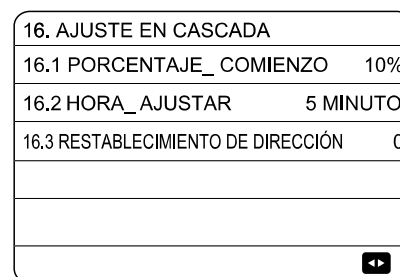 16. AJUSTE EN CASCADA
16.1 PORCENTAJE_ COMIENZO 10%
16.2 HORA_ AJUSTAR 5 MINUTO
16.3 RESTABLECIMIENTO DE DIRECCIÓN 0